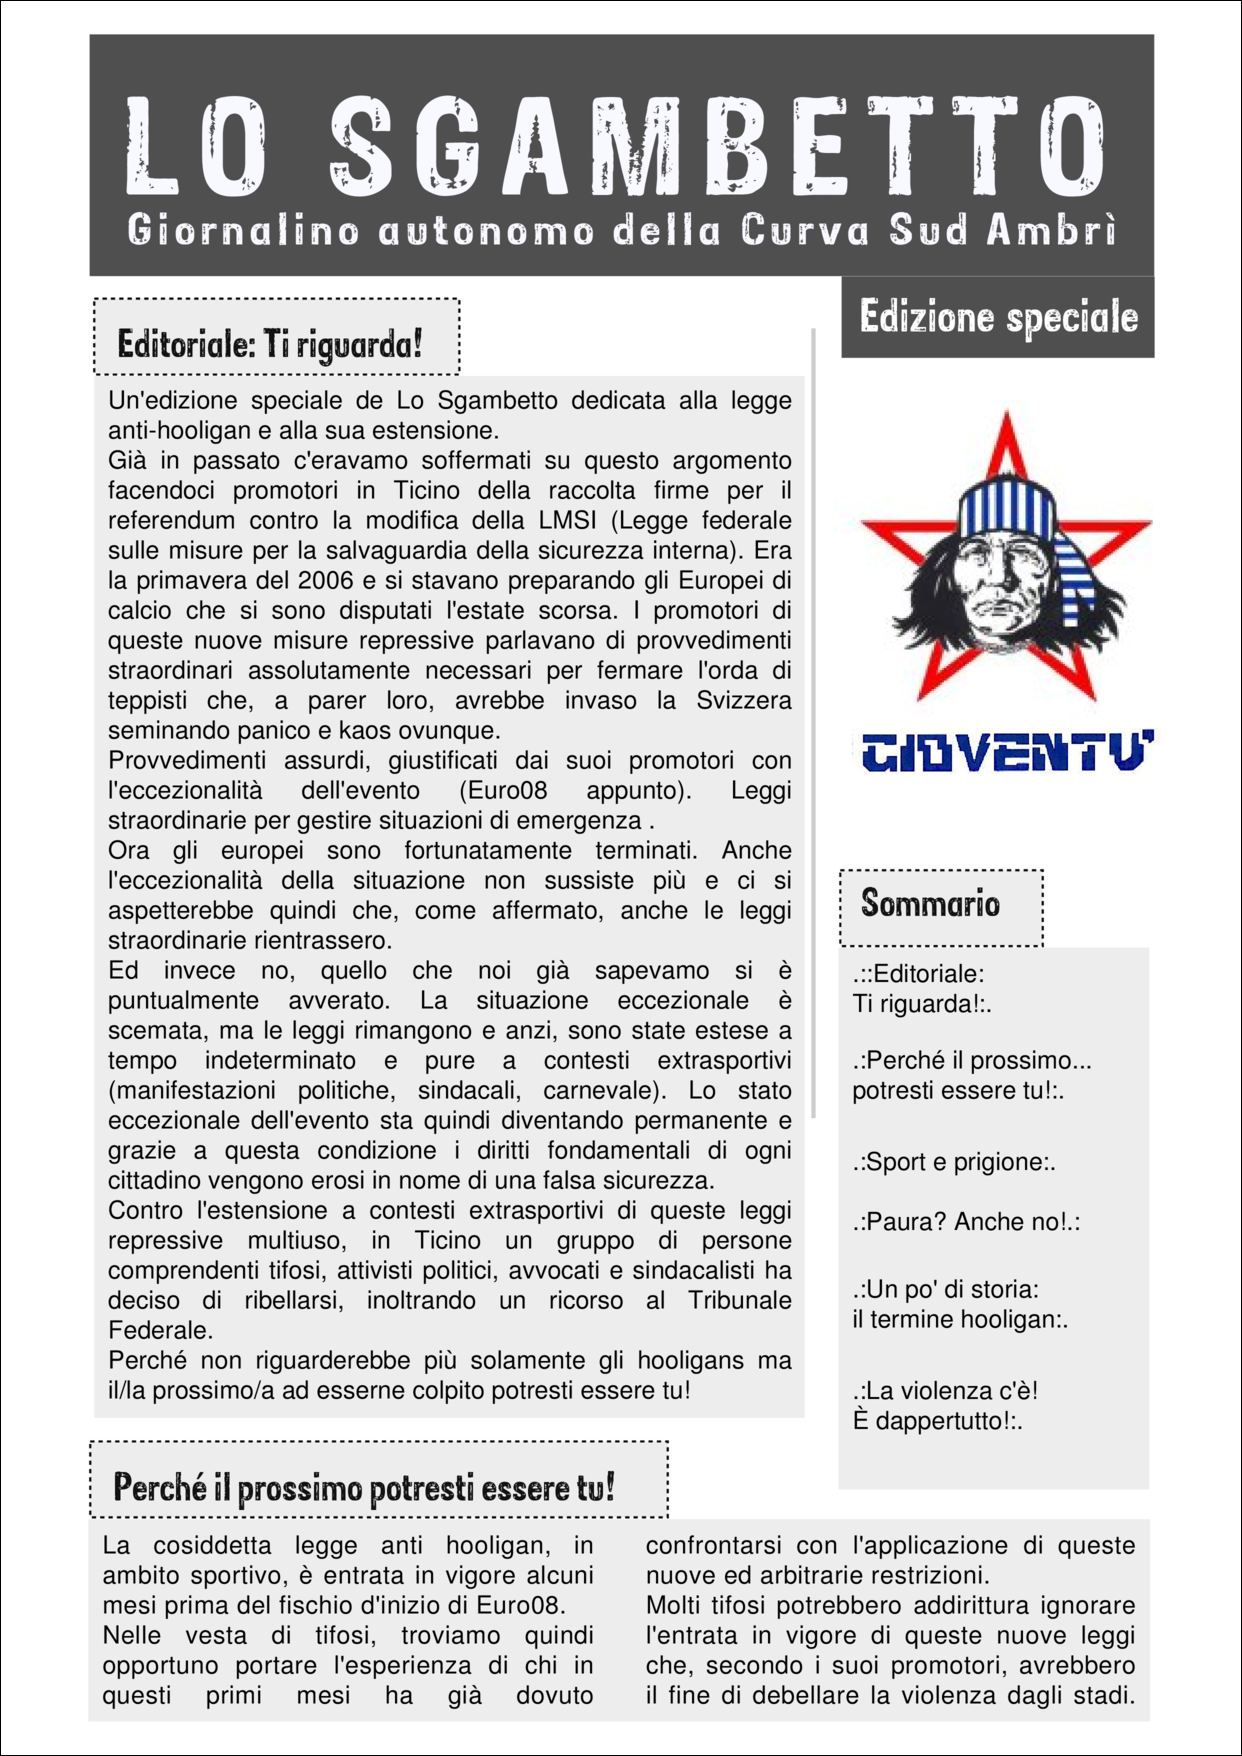 LO SGAMBETTO
Giornalino autonomo della Curva Sud Ambrì
Edizione speciale
Editoriale: Ti riguarda!
Un'edizione speciale de Lo Sgambetto dedicata alla legge
anti-hooligan e alla sua estensione.
Già in passato c'eravamo soffermati su questo argomento
facendoci promotori in Ticino della raccolta firme per il
referendum contro la modifica della LMSI (Legge federale
sulle misure per la salvaguardia della sicurezza interna). Era
la primavera del 2006 e si stavano preparando gli Europei di
calcio che si sono disputati l'estate scorsa. I promotori di
queste nuove misure repressive parlavano di provvedimenti
straordinari assolutamente necessari per fermare l'orda di
teppisti che, a parer loro, avrebbe invaso la Svizzera
seminando panico e kaos ovunque.
Provvedimenti assurdi, giustificati dai suoi promotori con
l'eccezionalità dell'evento (Euro08 appunto). Leggi
straordinarie per gestire situazioni di emergenza .
Ora gli europei sono fortunatamente terminati. Anche
l'eccezionalità della situazione non sussiste più e ci si
aspetterebbe quindi che, come affermato, anche le leggi
straordinarie rientrassero.
Ed invece no, quello che noi già sapevamo si è
puntualmente avverato. La situazione eccezionale è
scemata, ma le leggi rimangono e anzi, sono state estese a
tempo indeterminato e pure a contesti extrasportivi
(manifestazioni politiche, sindacali, carnevale). Lo stato
eccezionale dell'evento sta quindi diventando permanente e
grazie a questa condizione i diritti fondamentali di ogni
cittadino vengono erosi in nome di una falsa sicurezza.
Contro l'estensione a contesti extrasportivi di queste leggi
repressive multiuso, in Ticino un gruppo di persone
comprendenti tifosi, attivisti politici, avvocati e sindacalisti ha
deciso di ribellarsi, inoltrando un ricorso al Tribunale
Federale.
Perché non riguarderebbe più solamente gli hooligans ma
il/la prossimo/a ad esserne colpito potresti essere tu!
GIOVENTU'
Sommario
.::Editoriale:
Ti riguarda!:.
.:Perché il prossimo...
potresti essere tu!:.
.:Sport e prigione:.
.:Paura? Anche no!.:
.:Un po' di storia:
il termine hooligan:.
.:La violenza c'è!
È dappertutto!:.
Perché il prossimo potresti essere tu!
La cosiddetta legge anti hooligan, in
ambito sportivo, è entrata in vigore alcuni
mesi prima del fischio d'inizio di Euro08.
Nelle vesta di tifosi, troviamo quindi
opportuno portare l'esperienza di chi in
questi primi mesi ha già dovuto
confrontarsi con l'applicazione di queste
nuove ed arbitrarie restrizioni.
Molti tifosi potrebbero addirittura ignorare
l'entrata in vigore di queste nuove leggi
che, secondo i suoi promotori, avrebbero
il fine di debellare la violenza dagli stadi.